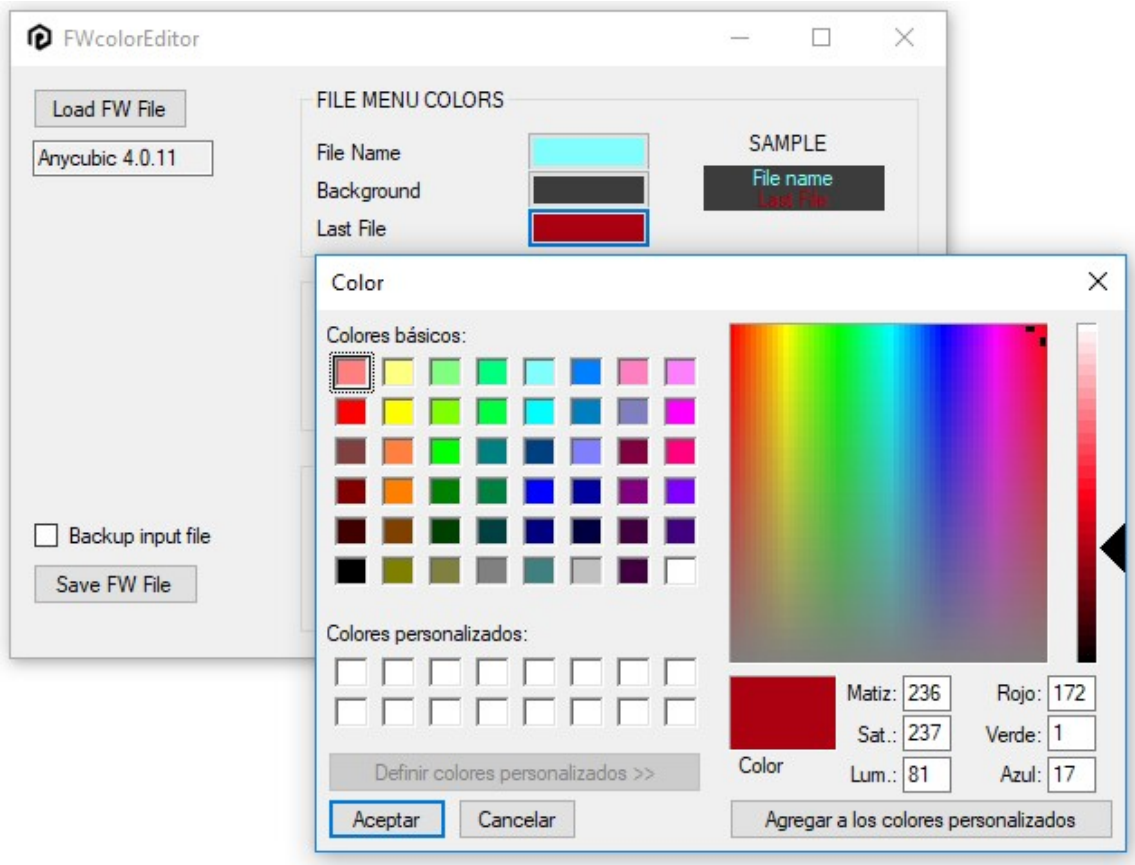 FWcolorEditor
Load FW File
Anycubic 4.0.11
FILE MENU COLORS
File Name
Background
Last File
SAMPLE
File name
Last File
Backup input file
Save FW File
Color
Colores básicos:
Colores personalizados:
Definir colores personalizados >>
Aceptar
Cancelar
Color
Matiz: 236
Sat.: 237
Lum.: 81
Rojo: 172
Verde: 1
Azul: 17
Agregar a los colores personalizados